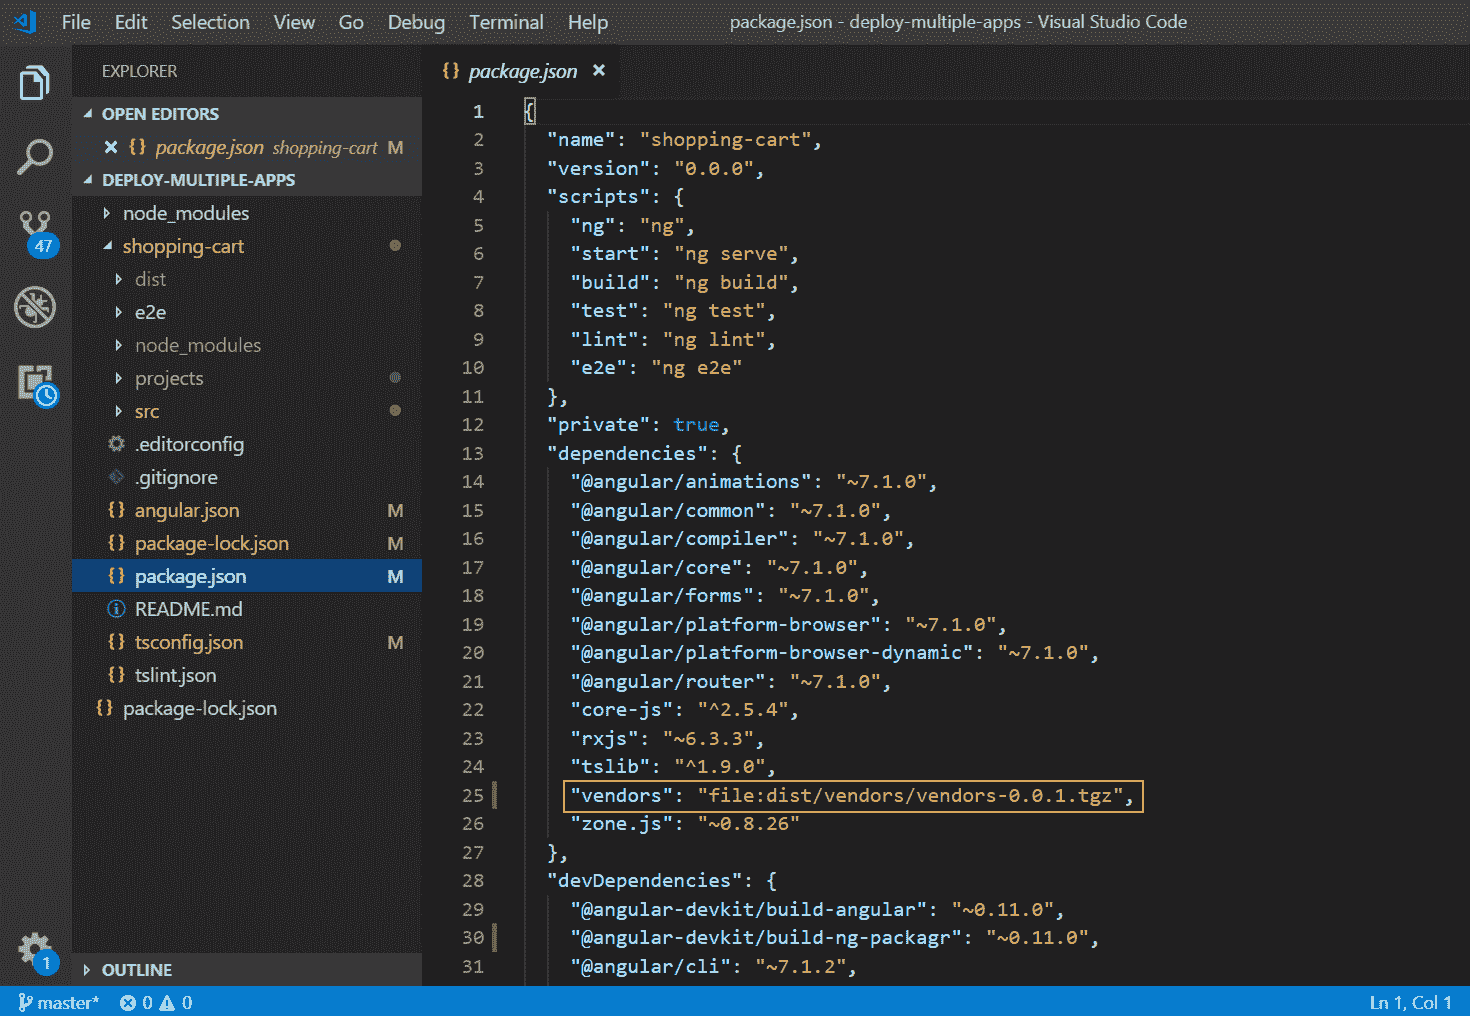 File Edit Selection View Go Debug Terminal Help package.json - deploy-multiple-apps - Visual Studio Code
EXPLORER
OPEN EDITORS
{} package.json shopping-cart M
DEPLOY-MULTIPLE-APPS
node_modules
shopping-cart
dist
e2e
node_modules
projects
src
.editorconfig
.gitignore
{} angular.json M
{} package-lock.json M
{} package.json M
README.md
{} tsconfig.json M
{} tslint.json
{} package-lock.json
OUTLINE
47
1
{} package.json
1 {
2 "name": "shopping-cart",
3 "version": "0.0.0",
4 "scripts": {
5 "ng": "ng",
6 "start": "ng serve",
7 "build": "ng build",
8 "test": "ng test",
9 "lint": "ng lint",
10 "e2e": "ng e2e"
11 },
12 "private": true,
13 "dependencies": {
14 "@angular/animations": "~7.1.0",
15 "@angular/common": "~7.1.0",
16 "@angular/compiler": "~7.1.0",
17 "@angular/core": "~7.1.0",
18 "@angular/forms": "~7.1.0",
19 "@angular/platform-browser": "~7.1.0",
20 "@angular/platform-browser-dynamic": "~7.1.0",
21 "@angular/router": "~7.1.0",
22 "core-js": "^2.5.4",
23 "rxjs": "~6.3.3",
24 "tslib": "^1.9.0",
25 "vendors": "file:dist/vendors/vendors-0.0.1.tgz",
26 "zone.js": "~0.8.26"
27 },
28 "devDependencies": {
29 "@angular-devkit/build-angular": "~0.11.0",
30 "@angular-devkit/build-ng-packagr": "~0.11.0",
31 "@angular/cli": "~7.1.2",
master* 0 0 Ln 1, Col 1